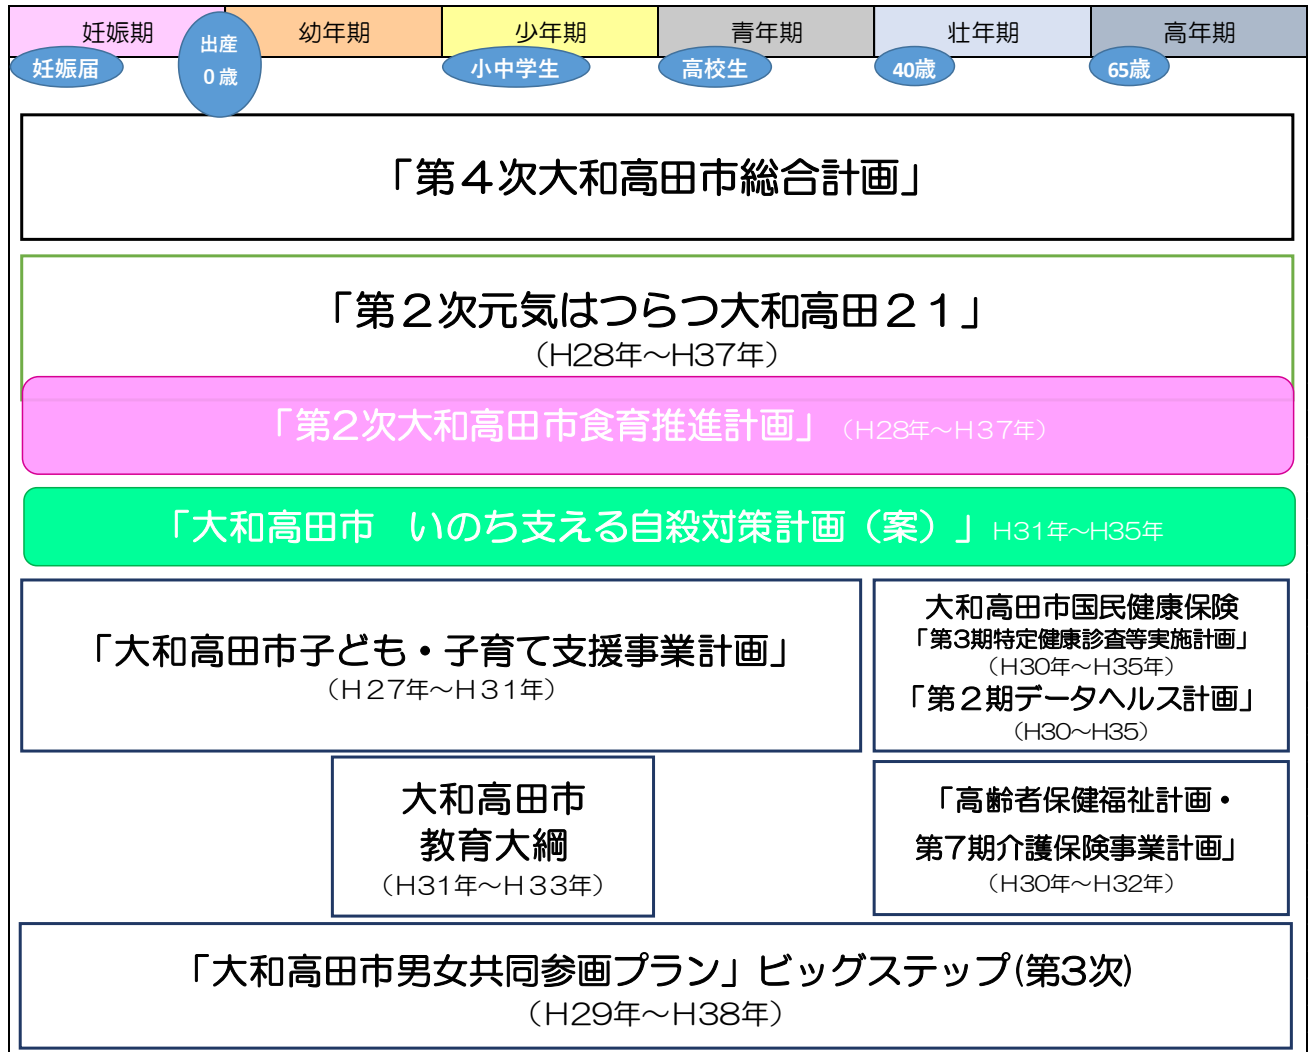 妊娠期
幼年期
少年期
青年期
壮年期
高年期
妊娠届
出産
０歳
小中学生
高校生
40歳
65歳
「第４次大和高田市総合計画」
「第２次元気はつらつ大和高田２１」
（H28年～H37年）
「第2次大和高田市食育推進計画」（H28年～H３７年）
「大和高田市　いのち支える自殺対策計画（案）」H31年～H35年
「大和高田市子ども・子育て支援事業計画」
（H２７年～H３１年）
大和高田市国民健康保険
「第3期特定健康診査等実施計画」
（H30年～H35年）
「第２期データヘルス計画」
（H30～H35）
大和高田市
教育大綱
（H31年～H３３年）
「高齢者保健福祉計画・
第7期介護保険事業計画」
（H30年～H32年）
「大和高田市男女共同参画プラン」ビッグステップ(第3次)
（H29年～H38年）